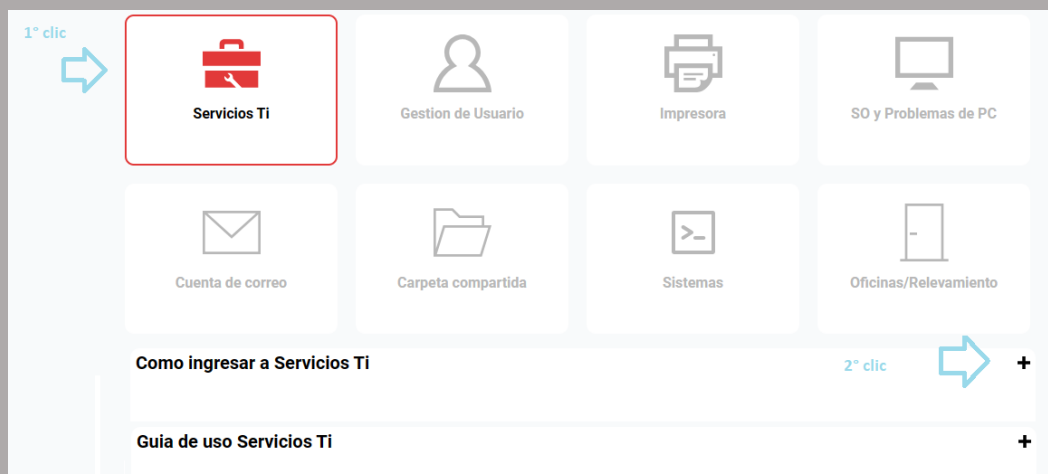 1° clic
Servicios Ti
Gestion de Usuario
Impresora
SO y Problemas de PC
Cuenta de correo
Carpeta compartida
Sistemas
Oficinas/Relevamiento
Como ingresar a Servicios Ti
2° clic
+
Guia de uso Servicios Ti
+